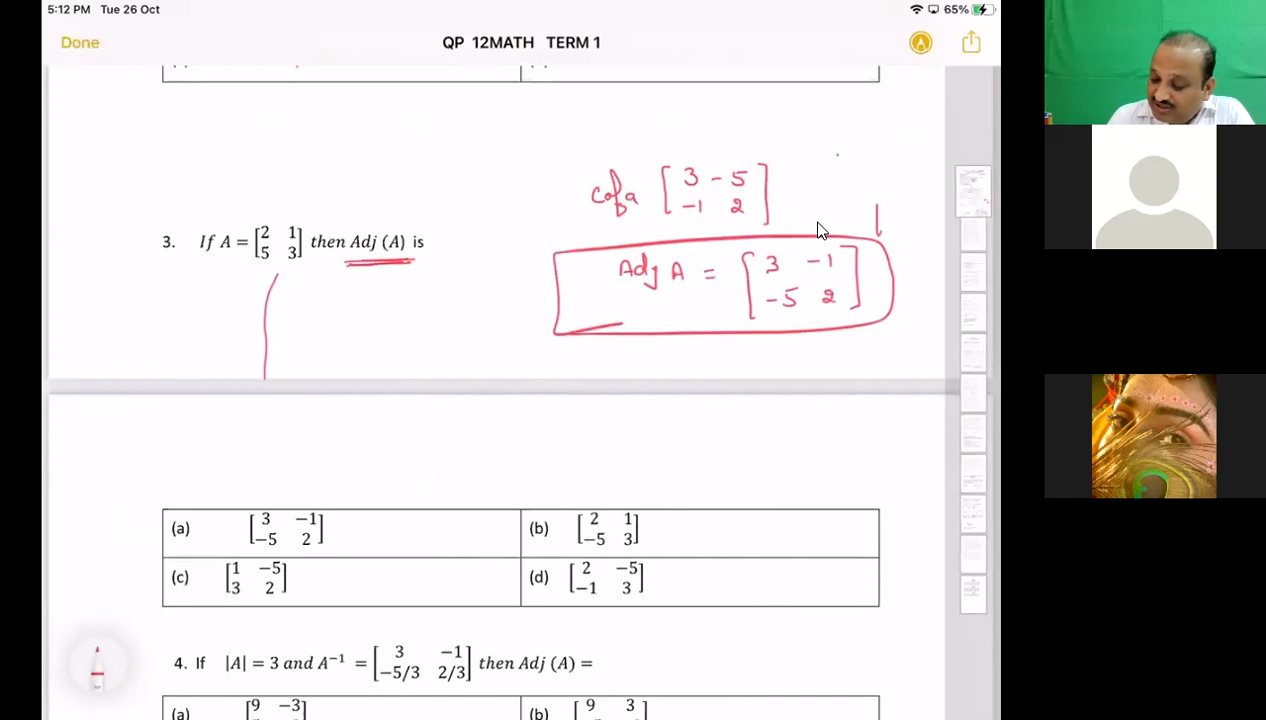 5:12 PM Tue 26 Oct
65%
Done
QP 12MATH TERM 1
cofa [3 -5
-1 2]
3. If A = [2 1
5 3] then Adj (A) is
Adj A = [3 -1
-5 2]
(a) [3 −1
−5 2]
(b) [2 1
−5 3]
(c) [1 −5
3 2]
(d) [2 −5
−1 3]
4. If |A| = 3 and A⁻¹ = [3 −1
−5/3 2/3] then Adj (A) =
(a) [9 −3]
(b) [9 3]